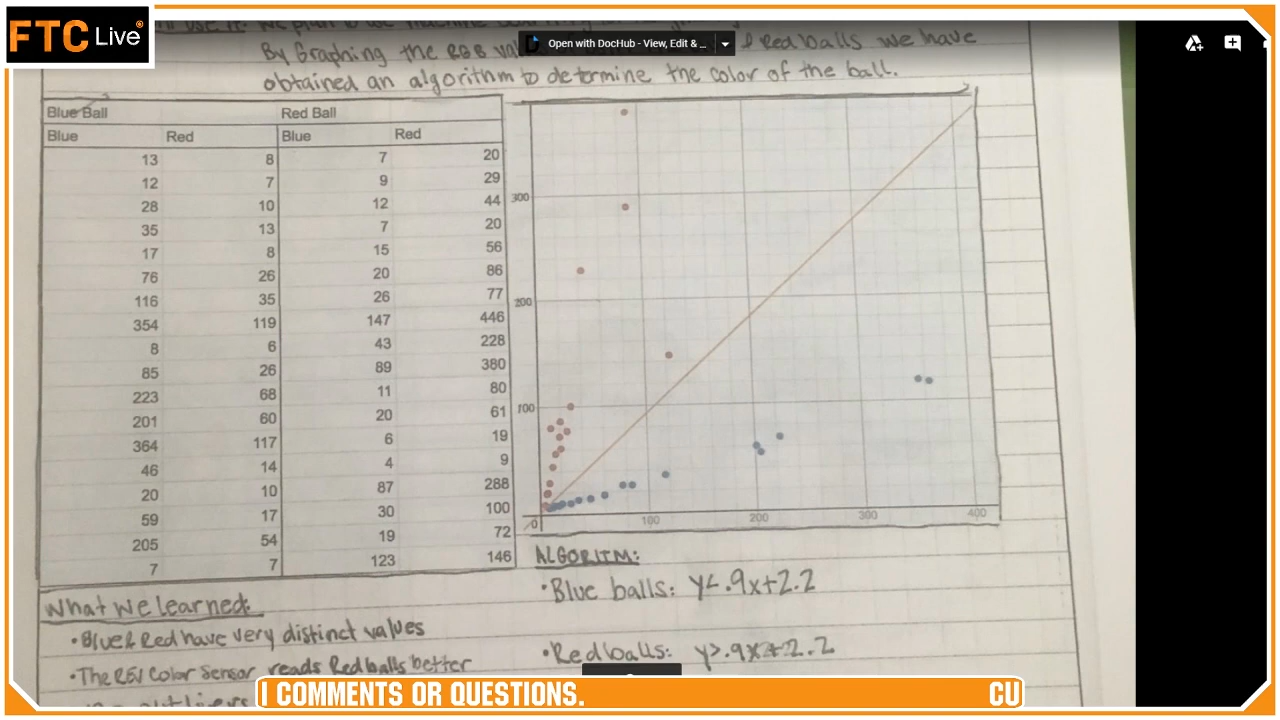 FTC Live
Open with DocHub - View, Edit & ...
By Graphing the RGB val
Red balls we have
obtained an algorithm to determine the color of the ball.
Blue Ball Red Ball
Blue Red Blue Red
13 8 7 20
12 7 9 29
28 10 12 44
35 13 7 20
17 8 15 56
76 26 20 86
116 35 26 77
354 119 147 446
8 6 43 228
85 26 89 380
223 68 11 80
201 60 20 61
364 117 6 19
46 14 4 9
20 10 87 288
59 17 30 100
205 54 19 72
7 7 123 146
300
200
100
0 100 200 300 400
ALGORITM:
•Blue balls: y<.9x+2.2
•Red balls: y>.9x+2.2
What We learned:
•Blue & Red have very distinct values
•The REV Color Sensor reads Red balls better
I COMMENTS OR QUESTIONS. CU